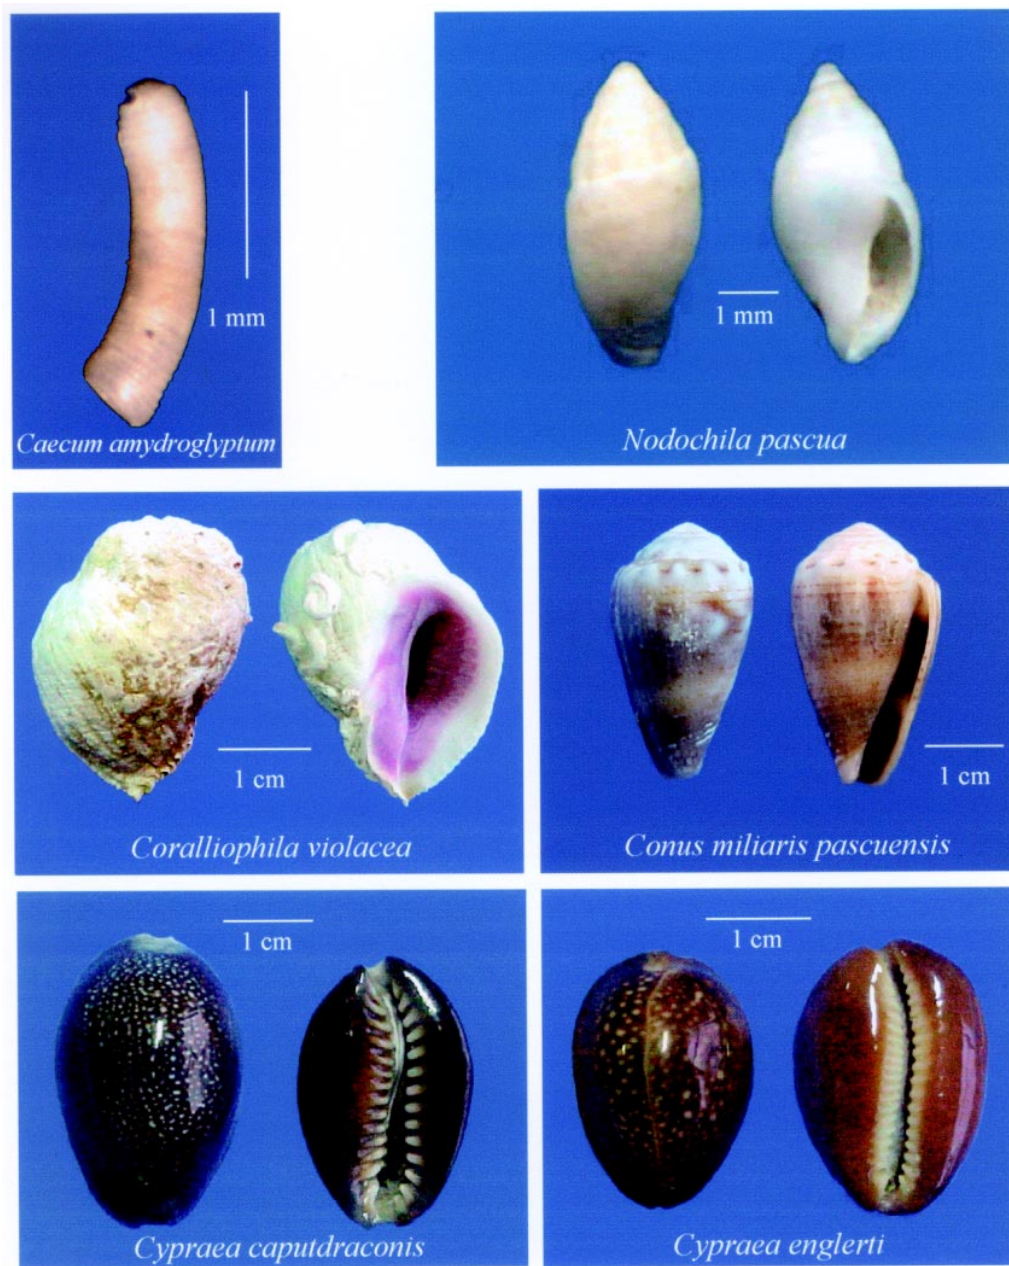 1 mm
Caecum amydroglyptum
1 mm
Nodochila pascua
1 cm
Coralliophila violacea
1 cm
Conus miliaris pascuensis
1 cm
Cypraea caputdraconis
1 cm
Cypraea englerti